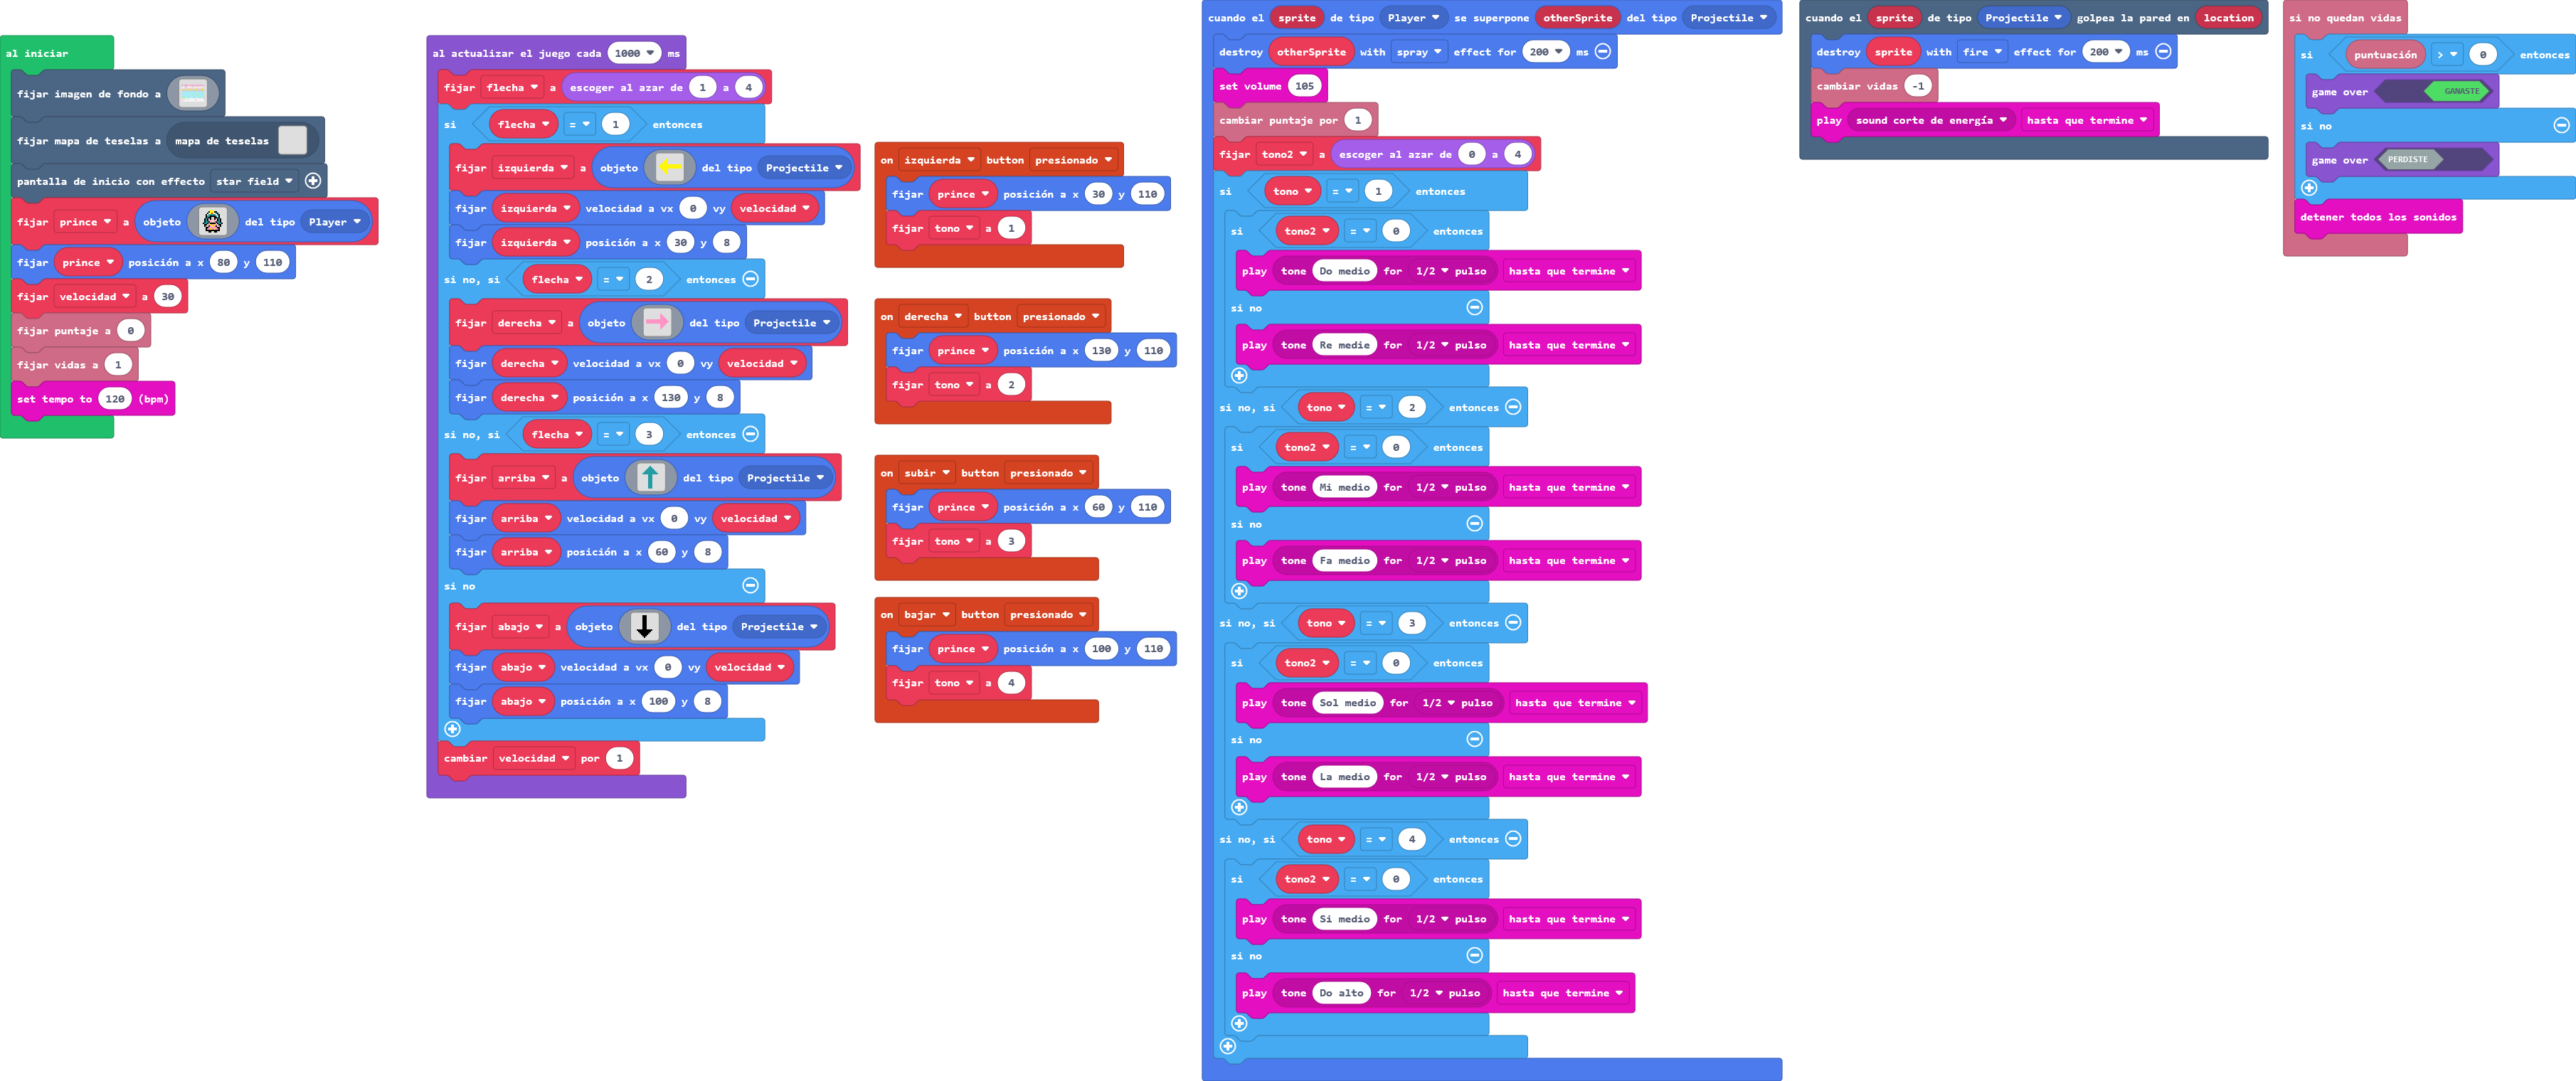 al iniciar
fijar imagen de fondo a
fijar mapa de teselas a mapa de teselas
pantalla de inicio con effecto star field
fijar prince a objeto del tipo Player
fijar prince posición a x 80 y 110
fijar velocidad a 30
fijar puntaje a 0
fijar vidas a 1
set tempo to 120 (bpm)
al actualizar el juego cada 1000 ms
fijar flecha a escoger al azar de 1 a 4
si flecha = 1 entonces
fijar izquierda a objeto del tipo Projectile
fijar izquierda velocidad a vx 0 vy velocidad
fijar izquierda posición a x 30 y 8
si no, si flecha = 2 entonces
fijar derecha a objeto del tipo Projectile
fijar derecha velocidad a vx 0 vy velocidad
fijar derecha posición a x 130 y 8
si no, si flecha = 3 entonces
fijar arriba a objeto del tipo Projectile
fijar arriba velocidad a vx 0 vy velocidad
fijar arriba posición a x 60 y 8
si no
fijar abajo a objeto del tipo Projectile
fijar abajo velocidad a vx 0 vy velocidad
fijar abajo posición a x 100 y 8
cambiar velocidad por 1
on izquierda button presionado
fijar prince posición a x 30 y 110
fijar tono a 1
on derecha button presionado
fijar prince posición a x 130 y 110
fijar tono a 2
on subir button presionado
fijar prince posición a x 60 y 110
fijar tono a 3
on bajar button presionado
fijar prince posición a x 100 y 110
fijar tono a 4
cuando el sprite de tipo Player se superpone otherSprite del tipo Projectile
destroy otherSprite with spray effect for 200 ms
set volume 105
cambiar puntaje por 1
fijar tono2 a escoger al azar de 0 a 4
si tono = 1 entonces
si tono2 = 0 entonces
play tone Do medio for 1/2 pulso hasta que termine
si no
play tone Re medie for 1/2 pulso hasta que termine
si no, si tono = 2 entonces
si tono2 = 0 entonces
play tone Mi medio for 1/2 pulso hasta que termine
si no
play tone Fa medio for 1/2 pulso hasta que termine
si no, si tono = 3 entonces
si tono2 = 0 entonces
play tone Sol medio for 1/2 pulso hasta que termine
si no
play tone La medio for 1/2 pulso hasta que termine
si no, si tono = 4 entonces
si tono2 = 0 entonces
play tone Si medio for 1/2 pulso hasta que termine
si no
play tone Do alto for 1/2 pulso hasta que termine
cuando el sprite de tipo Projectile golpea la pared en location
destroy sprite with fire effect for 200 ms
cambiar vidas -1
play sound corte de energía hasta que termine
si no quedan vidas
si puntuación > 0 entonces
game over GANASTE
si no
game over PERDISTE
detener todos los sonidos